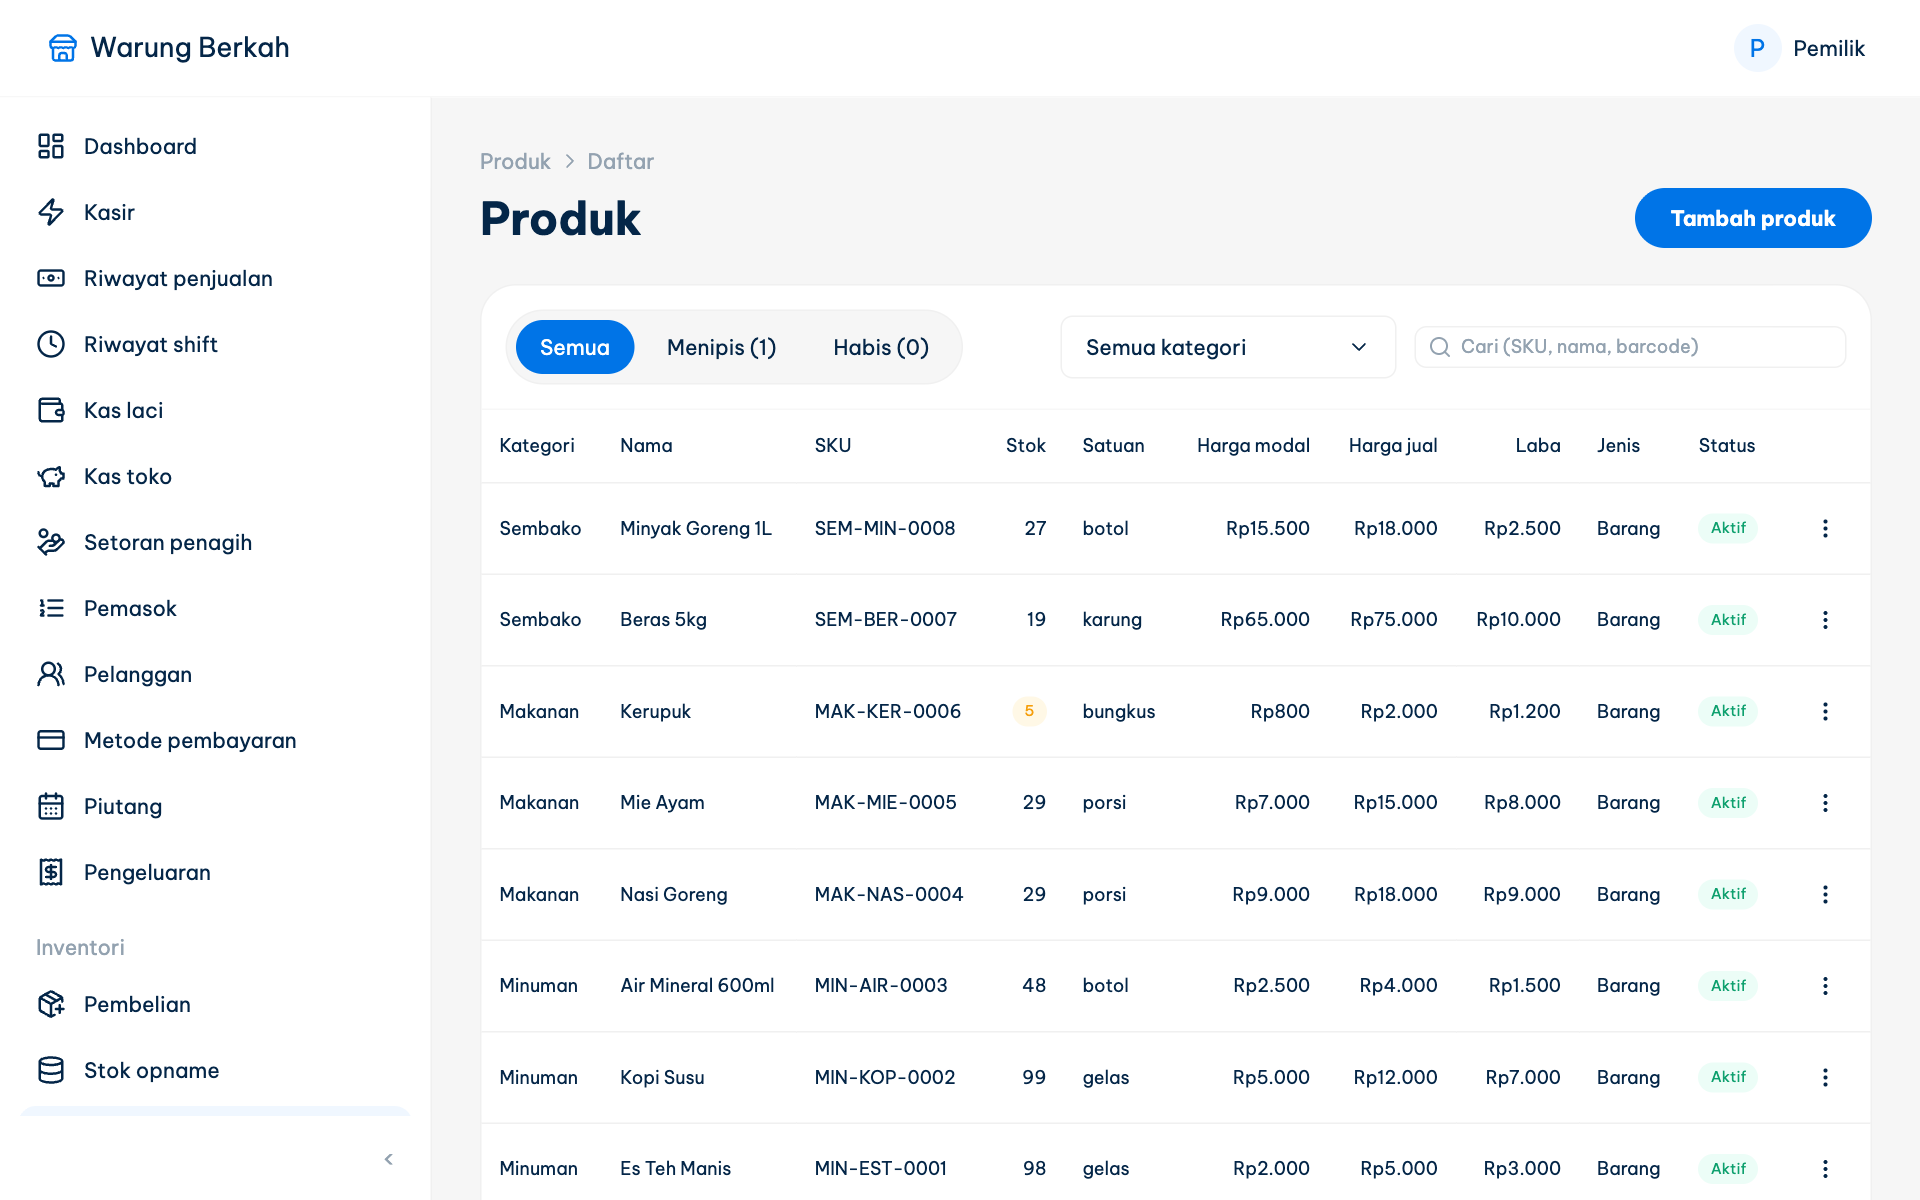 Warung Berkah
P Pemilik
Dashboard
Kasir
Riwayat penjualan
Riwayat shift
Kas laci
Kas toko
Setoran penagih
Pemasok
Pelanggan
Metode pembayaran
Piutang
Pengeluaran
Inventori
Pembelian
Stok opname
Produk > Daftar
Produk
Tambah produk
Semua Menipis (1) Habis (0) Semua kategori Cari (SKU, nama, barcode)
Kategori Nama SKU Stok Satuan Harga modal Harga jual Laba Jenis Status
Sembako Minyak Goreng 1L SEM-MIN-0008 27 botol Rp15.500 Rp18.000 Rp2.500 Barang Aktif
Sembako Beras 5kg SEM-BER-0007 19 karung Rp65.000 Rp75.000 Rp10.000 Barang Aktif
Makanan Kerupuk MAK-KER-0006 5 bungkus Rp800 Rp2.000 Rp1.200 Barang Aktif
Makanan Mie Ayam MAK-MIE-0005 29 porsi Rp7.000 Rp15.000 Rp8.000 Barang Aktif
Makanan Nasi Goreng MAK-NAS-0004 29 porsi Rp9.000 Rp18.000 Rp9.000 Barang Aktif
Minuman Air Mineral 600ml MIN-AIR-0003 48 botol Rp2.500 Rp4.000 Rp1.500 Barang Aktif
Minuman Kopi Susu MIN-KOP-0002 99 gelas Rp5.000 Rp12.000 Rp7.000 Barang Aktif
Minuman Es Teh Manis MIN-EST-0001 98 gelas Rp2.000 Rp5.000 Rp3.000 Barang Aktif